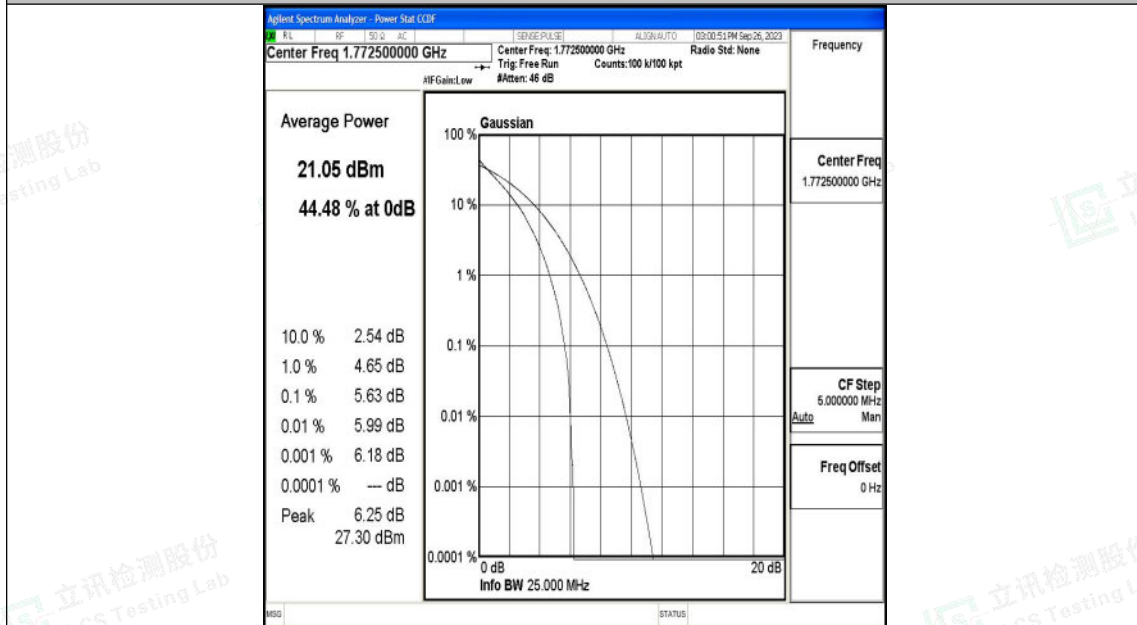 Agilent Spectrum Analyzer - Power Stat CCDF
RL RF 50 Ω AC SENSE:PULSE ALIGNAUTO 03:00:51 PM Sep 26, 2023
Center Freq 1.772500000 GHz
Center Freq: 1.772500000 GHz
Radio Std: None
Trig: Free Run Counts:100 k/100 kpt
#IFGain:Low
#Atten: 46 dB
Frequency
Average Power
21.05 dBm
44.48 % at 0dB
10.0 % 2.54 dB
1.0 % 4.65 dB
0.1 % 5.63 dB
0.01 % 5.99 dB
0.001 % 6.18 dB
0.0001 % --- dB
Peak 6.25 dB
27.30 dBm
Gaussian
100 %
10 %
1 %
0.1 %
0.01 %
0.001 %
0.0001 %
0 dB
20 dB
Info BW 25.000 MHz
Center Freq
1.772500000 GHz
CF Step
5.000000 MHz
Auto Man
Freq Offset
0 Hz
MSG
STATUS
检测股份
esting Lab
立讯检测股份
CS Testing Lab
立讯检测股份
CS Testing L